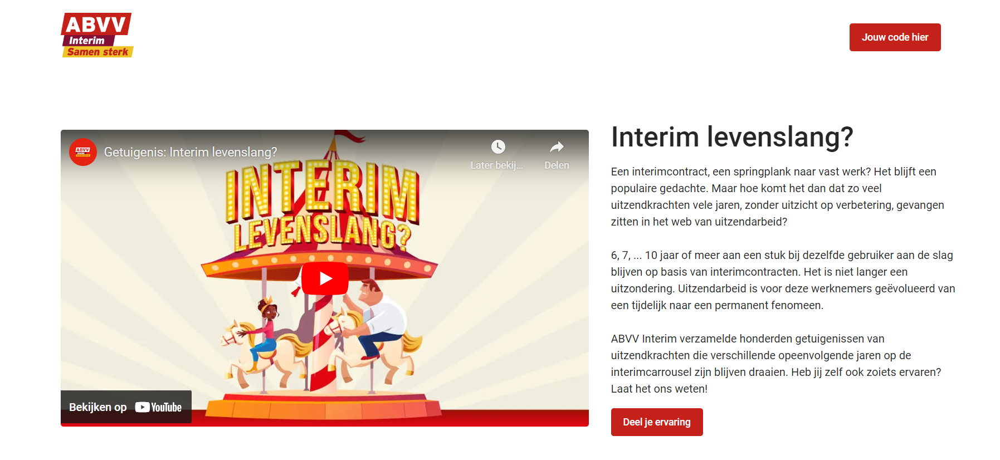 ABVV
Interim
Samen sterk
Jouw code hier
ABVV
Getuigenis: Interim levenslang?
Later bekij...
Delen
INTERIM
LEVENSLANG?
Bekijken op YouTube
Interim levenslang?
Een interimcontract, een springplank naar vast werk? Het blijft een
populaire gedachte. Maar hoe komt het dan dat zo veel
uitzendkrachten vele jaren, zonder uitzicht op verbetering, gevangen
zitten in het web van uitzendarbeid?
6, 7, ... 10 jaar of meer aan een stuk bij dezelfde gebruiker aan de slag
blijven op basis van interimcontracten. Het is niet langer een
uitzondering. Uitzendarbeid is voor deze werknemers geëvolueerd van
een tijdelijk naar een permanent fenomeen.
ABVV Interim verzamelde honderden getuigenissen van
uitzendkrachten die verschillende opeenvolgende jaren op de
interimcarrousel zijn blijven draaien. Heb jij zelf ook zoiets ervaren?
Laat het ons weten!
Deel je ervaring